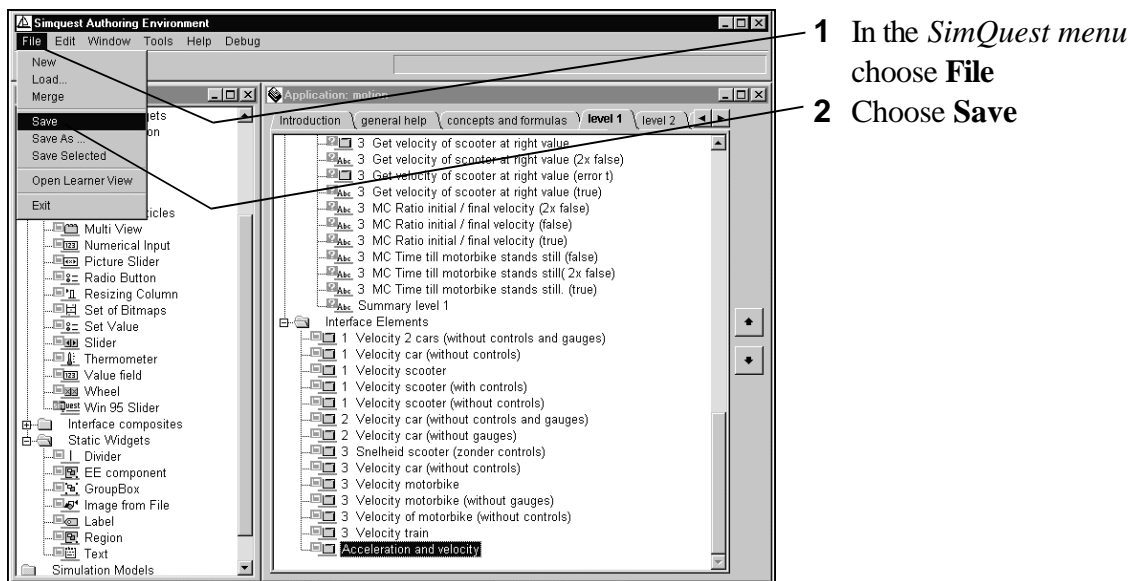 Simquest Authoring Environment
File Edit Window Tools Help Debug
New
Load...
Merge
Save
Save As ...
Save Selected
Open Learner View
Exit
Multi View
Numerical Input
Picture Slider
Radio Button
Resizing Column
Set of Bitmaps
Set Value
Slider
Thermometer
Value field
Wheel
Win 95 Slider
Interface composites
Static Widgets
Divider
EE component
GroupBox
Image from File
Label
Region
Text
Simulation Models
Application: motion
Introduction general help concepts and formulas level 1 level 2
3 Get velocity of scooter at right value
3 Get velocity of scooter at right value (2x false)
3 Get velocity of scooter at right value (error t)
3 Get velocity of scooter at right value (true)
3 MC Ratio initial / final velocity (2x false)
3 MC Ratio initial / final velocity (false)
3 MC Ratio initial / final velocity (true)
3 MC Time till motorbike stands still (false)
3 MC Time till motorbike stands still( 2x false)
3 MC Time till motorbike stands still. (true)
Summary level 1
Interface Elements
1 Velocity 2 cars (without controls and gauges)
1 Velocity car (without controls)
1 Velocity scooter
1 Velocity scooter (with controls)
1 Velocity scooter (without controls)
2 Velocity car (without controls and gauges)
2 Velocity car (without gauges)
3 Snelheid scooter (zonder controls)
3 Velocity car (without controls)
3 Velocity motorbike
3 Velocity motorbike (without gauges)
3 Velocity of motorbike (without controls)
3 Velocity train
Acceleration and velocity
1 In the SimQuest menu
choose File
2 Choose Save